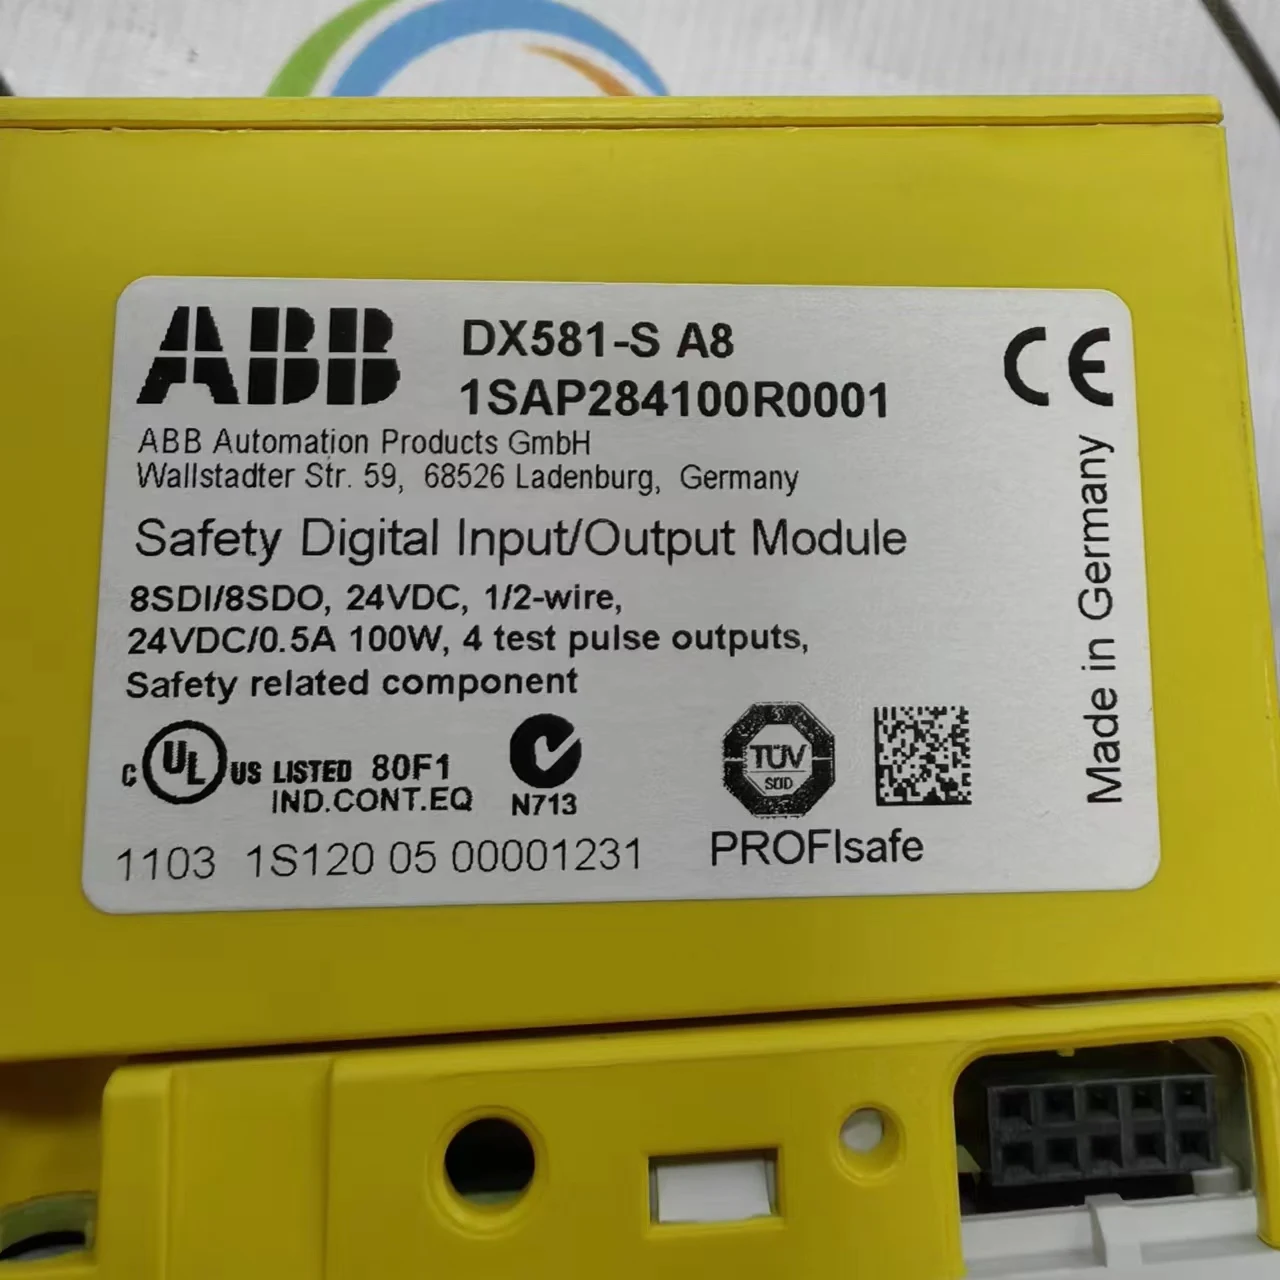 ABB
DX581-S A8
1SAP284100R0001
CE
ABB Automation Products GmbH
Wallstadter Str. 59, 68526 Ladenburg, Germany
Safety Digital Input/Output Module
8SDI/8SDO, 24VDC, 1/2-wire,
24VDC/0.5A 100W, 4 test pulse outputs,
Safety related component
C UL US LISTED 80F1
IND.CONT.EQ
N713
TÜV
SÜD
1103 1S120 05 00001231
PROFIsafe
Made in Germany